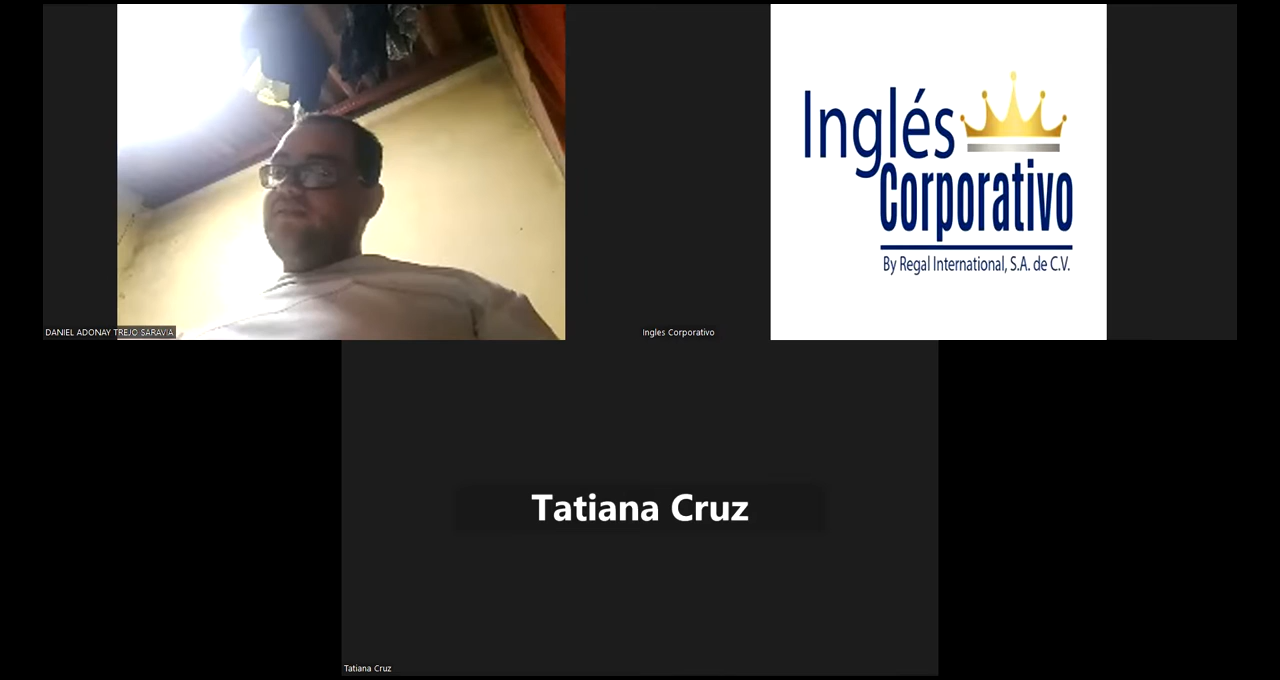 Inglés
Corporativo
By Regal International, S.A. de C.V.
DANIEL ADONAY TREJO SARAVIA
Ingles Corporativo
Tatiana Cruz
Tatiana Cruz